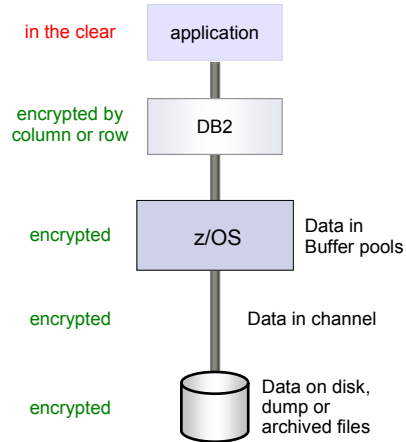 in the clear
application
encrypted by
column or row
DB2
encrypted
z/OS
Data in
Buffer pools
encrypted
Data in channel
encrypted
Data on disk,
dump or
archived files